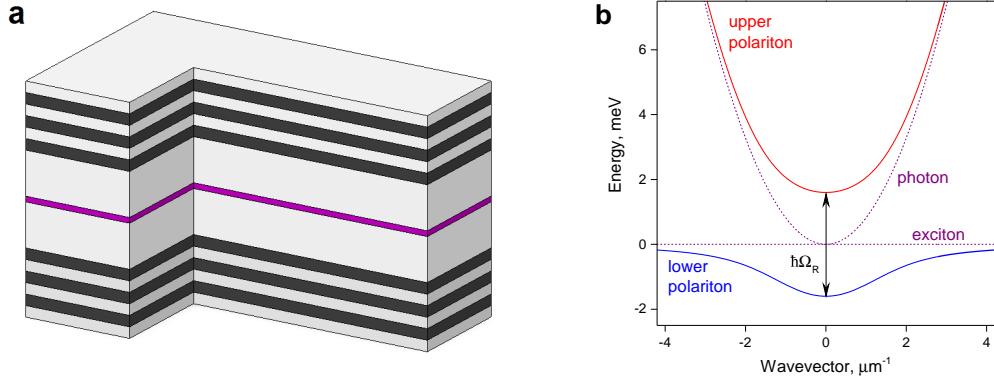 a
b
upper
polariton
6
4
2
0
-2
Energy, meV
photon
exciton
ħΩR
lower
polariton
-4
-2
0
2
4
Wavevector, μm-1